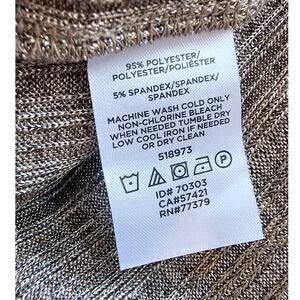 95% POLYESTER/
POLYESTER/POLIÉSTER
5% SPANDEX/SPANDEX/
SPANDEX
MACHINE WASH COLD ONLY
NON-CHLORINE BLEACH
WHEN NEEDED TUMBLE DRY
LOW COOL IRON IF NEEDED
OR DRY CLEAN
518973
P
ID# 70303
CA#57421
RN#77379